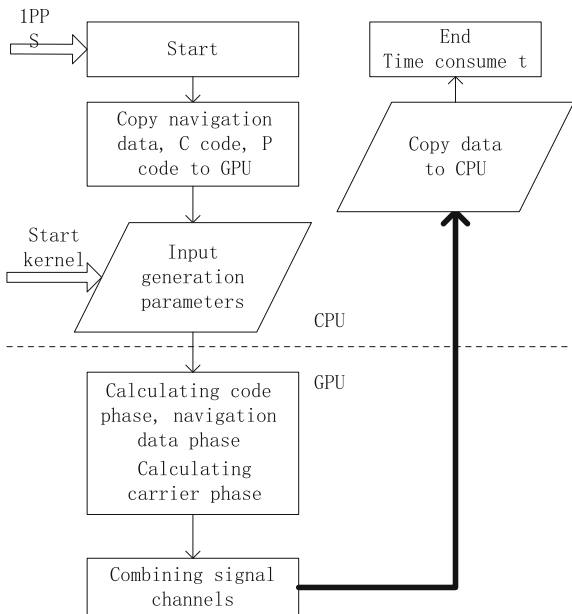 1PP
S
Start
Copy navigation
data, C code, P
code to GPU
Start
kernel
Input
generation
parameters
CPU
GPU
Calculating code
phase, navigation
data phase
Calculating
carrier phase
Combining signal
channels
Copy data
to CPU
End
Time consume t